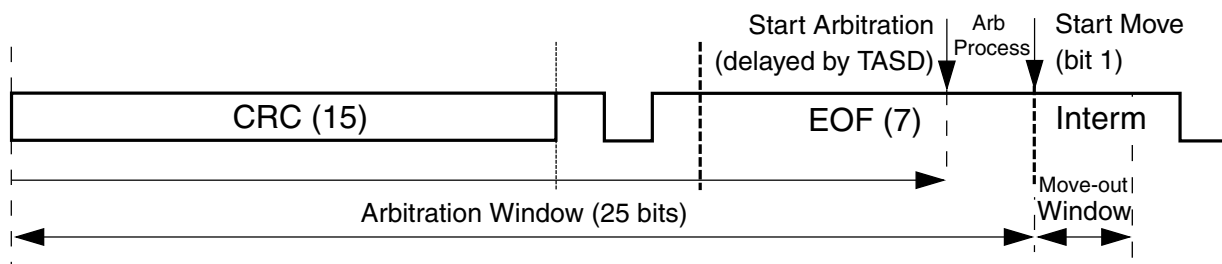 Start Arbitration
(delayed by TASD)
Arb
Process
Start Move
(bit 1)
CRC (15)
EOF (7)
Interm
Arbitration Window (25 bits)
Move-out
Window